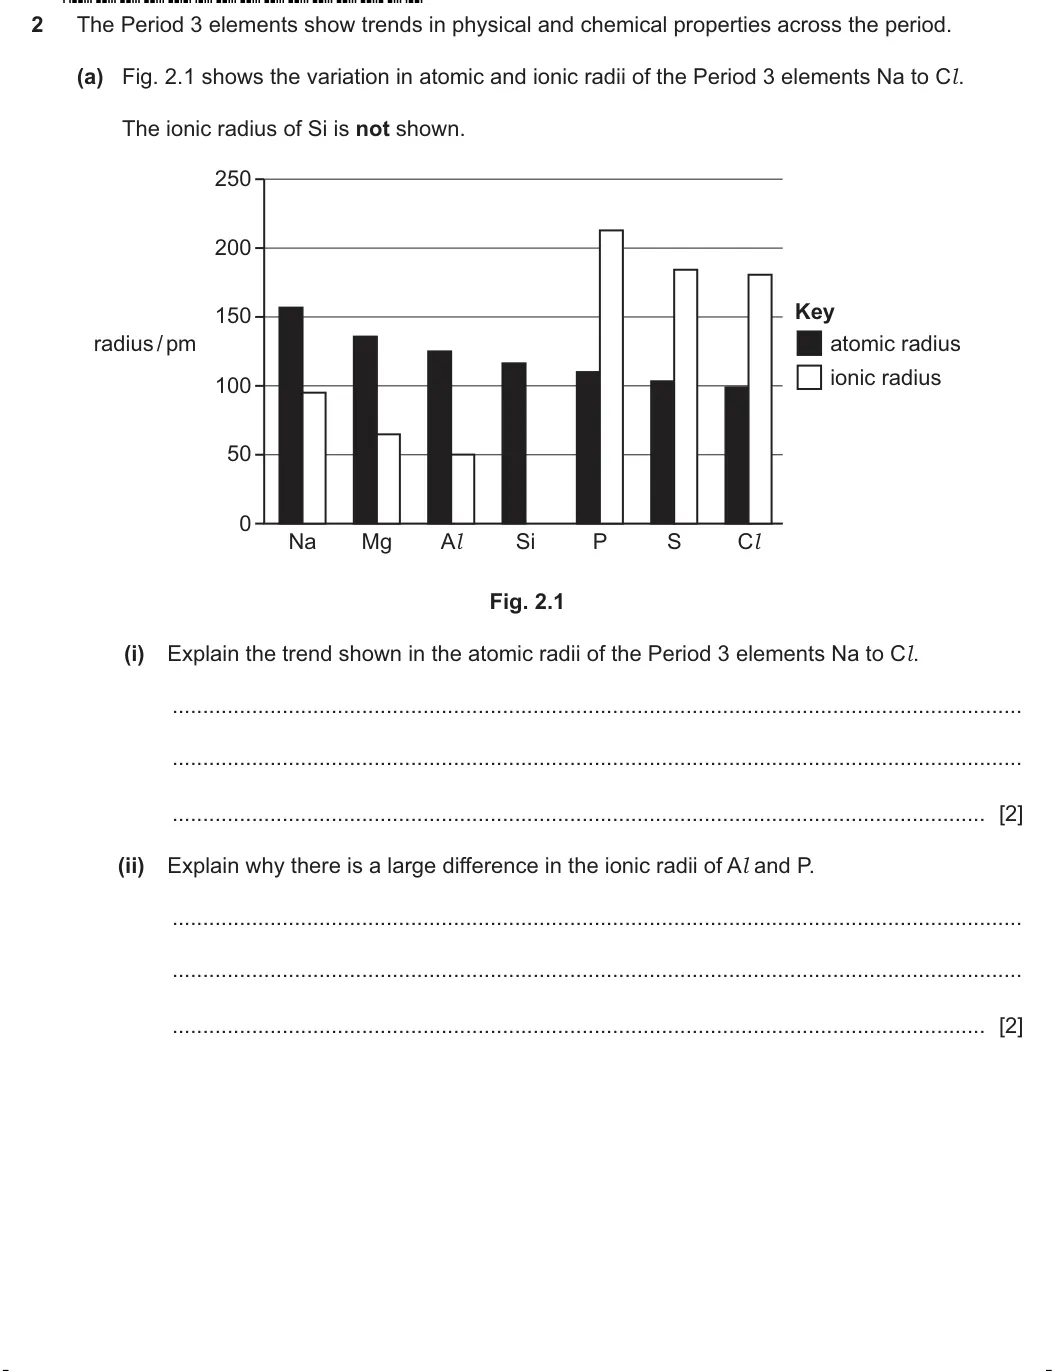 2 The Period 3 elements show trends in physical and chemical properties across the period.
(a) Fig. 2.1 shows the variation in atomic and ionic radii of the Period 3 elements Na to Cl.
The ionic radius of Si is not shown.
250
200
150
100
50
0
radius/pm
Na Mg Al Si P S Cl
Key
atomic radius
ionic radius
Fig. 2.1
(i) Explain the trend shown in the atomic radii of the Period 3 elements Na to Cl.
..........................................................................................................................................
..........................................................................................................................................
.................................................................................................................................... [2]
(ii) Explain why there is a large difference in the ionic radii of Al and P.
..........................................................................................................................................
..........................................................................................................................................
.................................................................................................................................... [2]